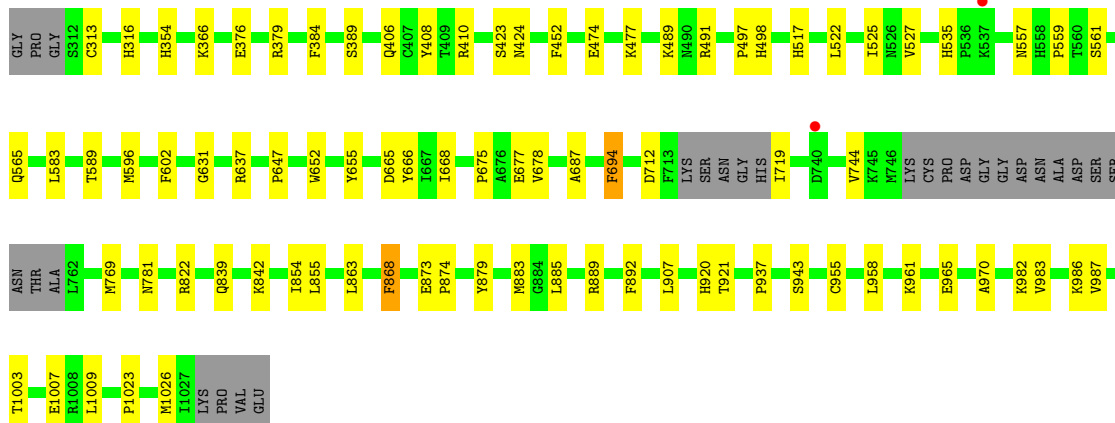 GLY PRO GLY S312 C313 H316 H354 K366 E376 R379 F384 S389 Q406 C407 Y408 T409 R410 S423 N424 F452 E474 K477 K489 N490 R491 P497 H498 H517 L522 I525 N526 V527 H535 P536 K537 N557 H558 P559 T560 S561
Q565 L583 T589 M596 F602 G631 R637 P647 W652 Y655 D665 Y666 I667 I668 P675 A676 E677 V678 A687 F694 D712 F713 LYS SER ASN GLY HIS I719 D740 V744 K745 M746 LYS CYS PRO ASP GLY GLY ASP ASN ALA ASP SER SER
ASN THR ALA L762 M769 N781 R822 Q839 K842 I854 L855 L863 F868 E873 P874 Y879 M883 G884 L885 R889 F892 L907 H920 T921 P937 S943 C955 L958 K961 E965 A970 K982 V983 K986 V987
T1003 E1007 R1008 L1009 P1023 M1026 I1027 LYS PRO VAL GLU